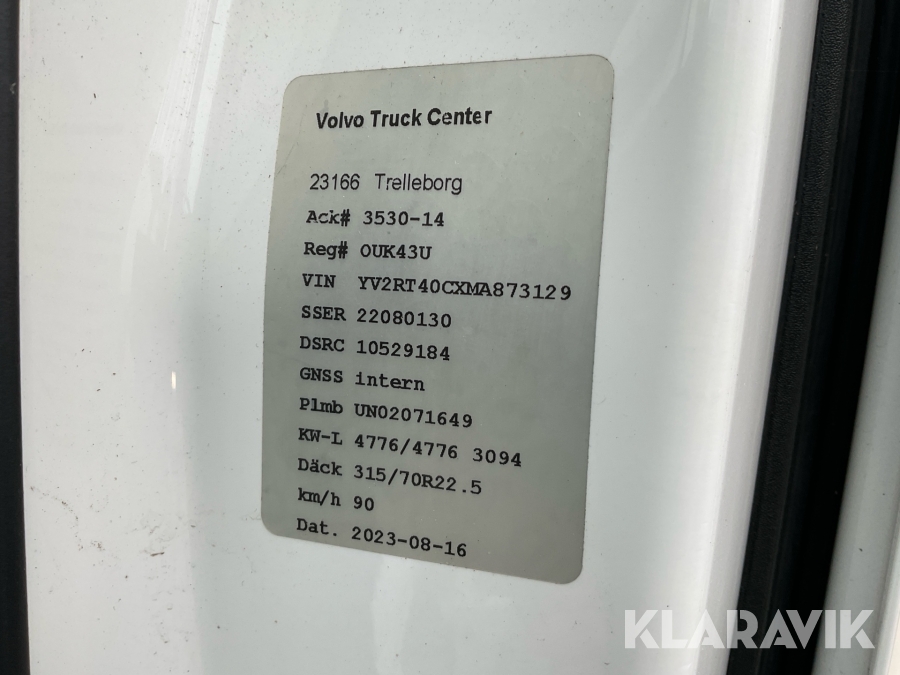 Volvo Truck Center
23166 Trelleborg
Ack# 3530-14
Reg# OUK43U
VIN YV2RT40CXMA873129
SSER 22080130
DSRC 10529184
GNSS intern
Plmb UN02071649
KW-L 4776/4776 3094
Däck 315/70R22.5
km/h 90
Dat. 2023-08-16
KLARAVIK